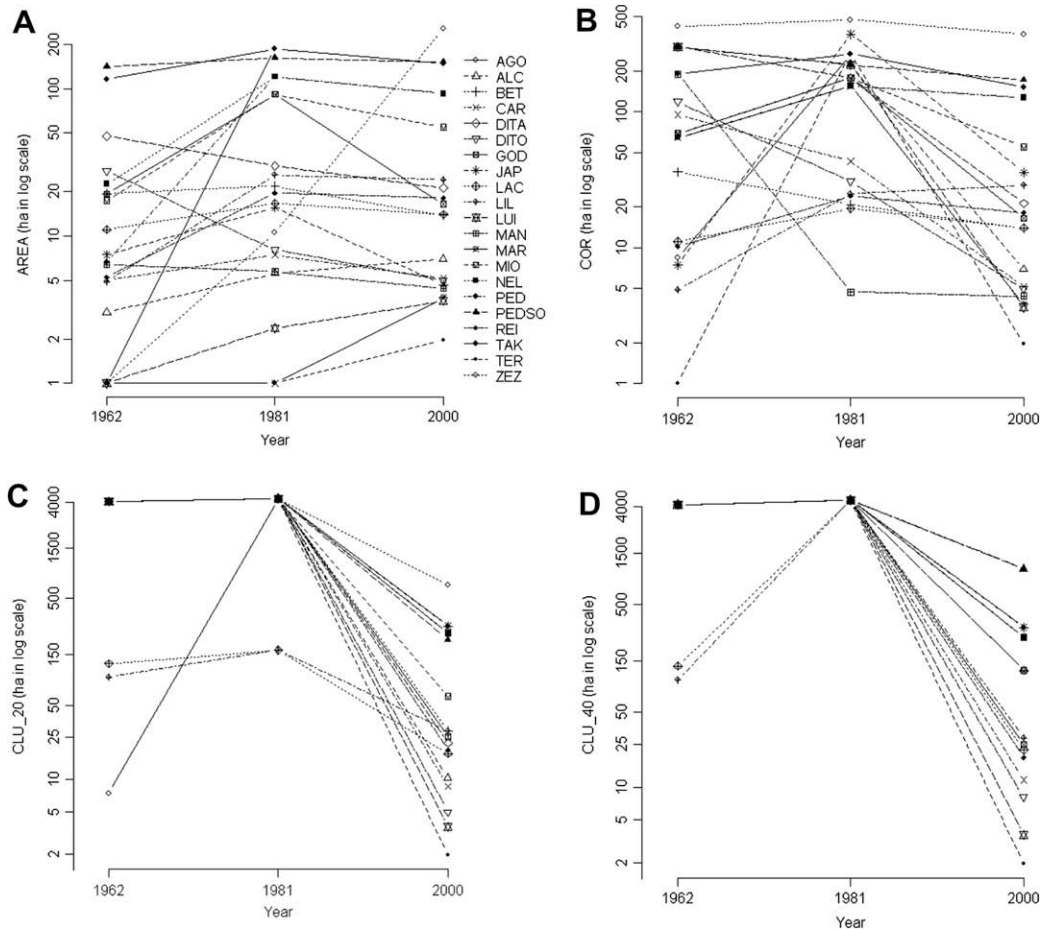 A
AREA (ha in log scale)
200
100
50
20
10
5
2
1
1962
1981
2000
Year
AGO
ALC
BET
CAR
DITA
DITO
GOD
JAP
LAC
LIL
LUI
MAN
MAR
MIO
NEL
PED
PEDSO
REI
TAK
TER
ZEZ
B
COR (ha in log scale)
500
200
100
50
20
10
5
2
1
1962
1981
2000
Year
C
CLU_20 (ha in log scale)
4000
1500
500
150
50
25
10
5
2
1962
1981
2000
Year
D
CLU_40 (ha in log scale)
4000
1500
500
150
50
25
10
5
2
1962
1981
2000
Year